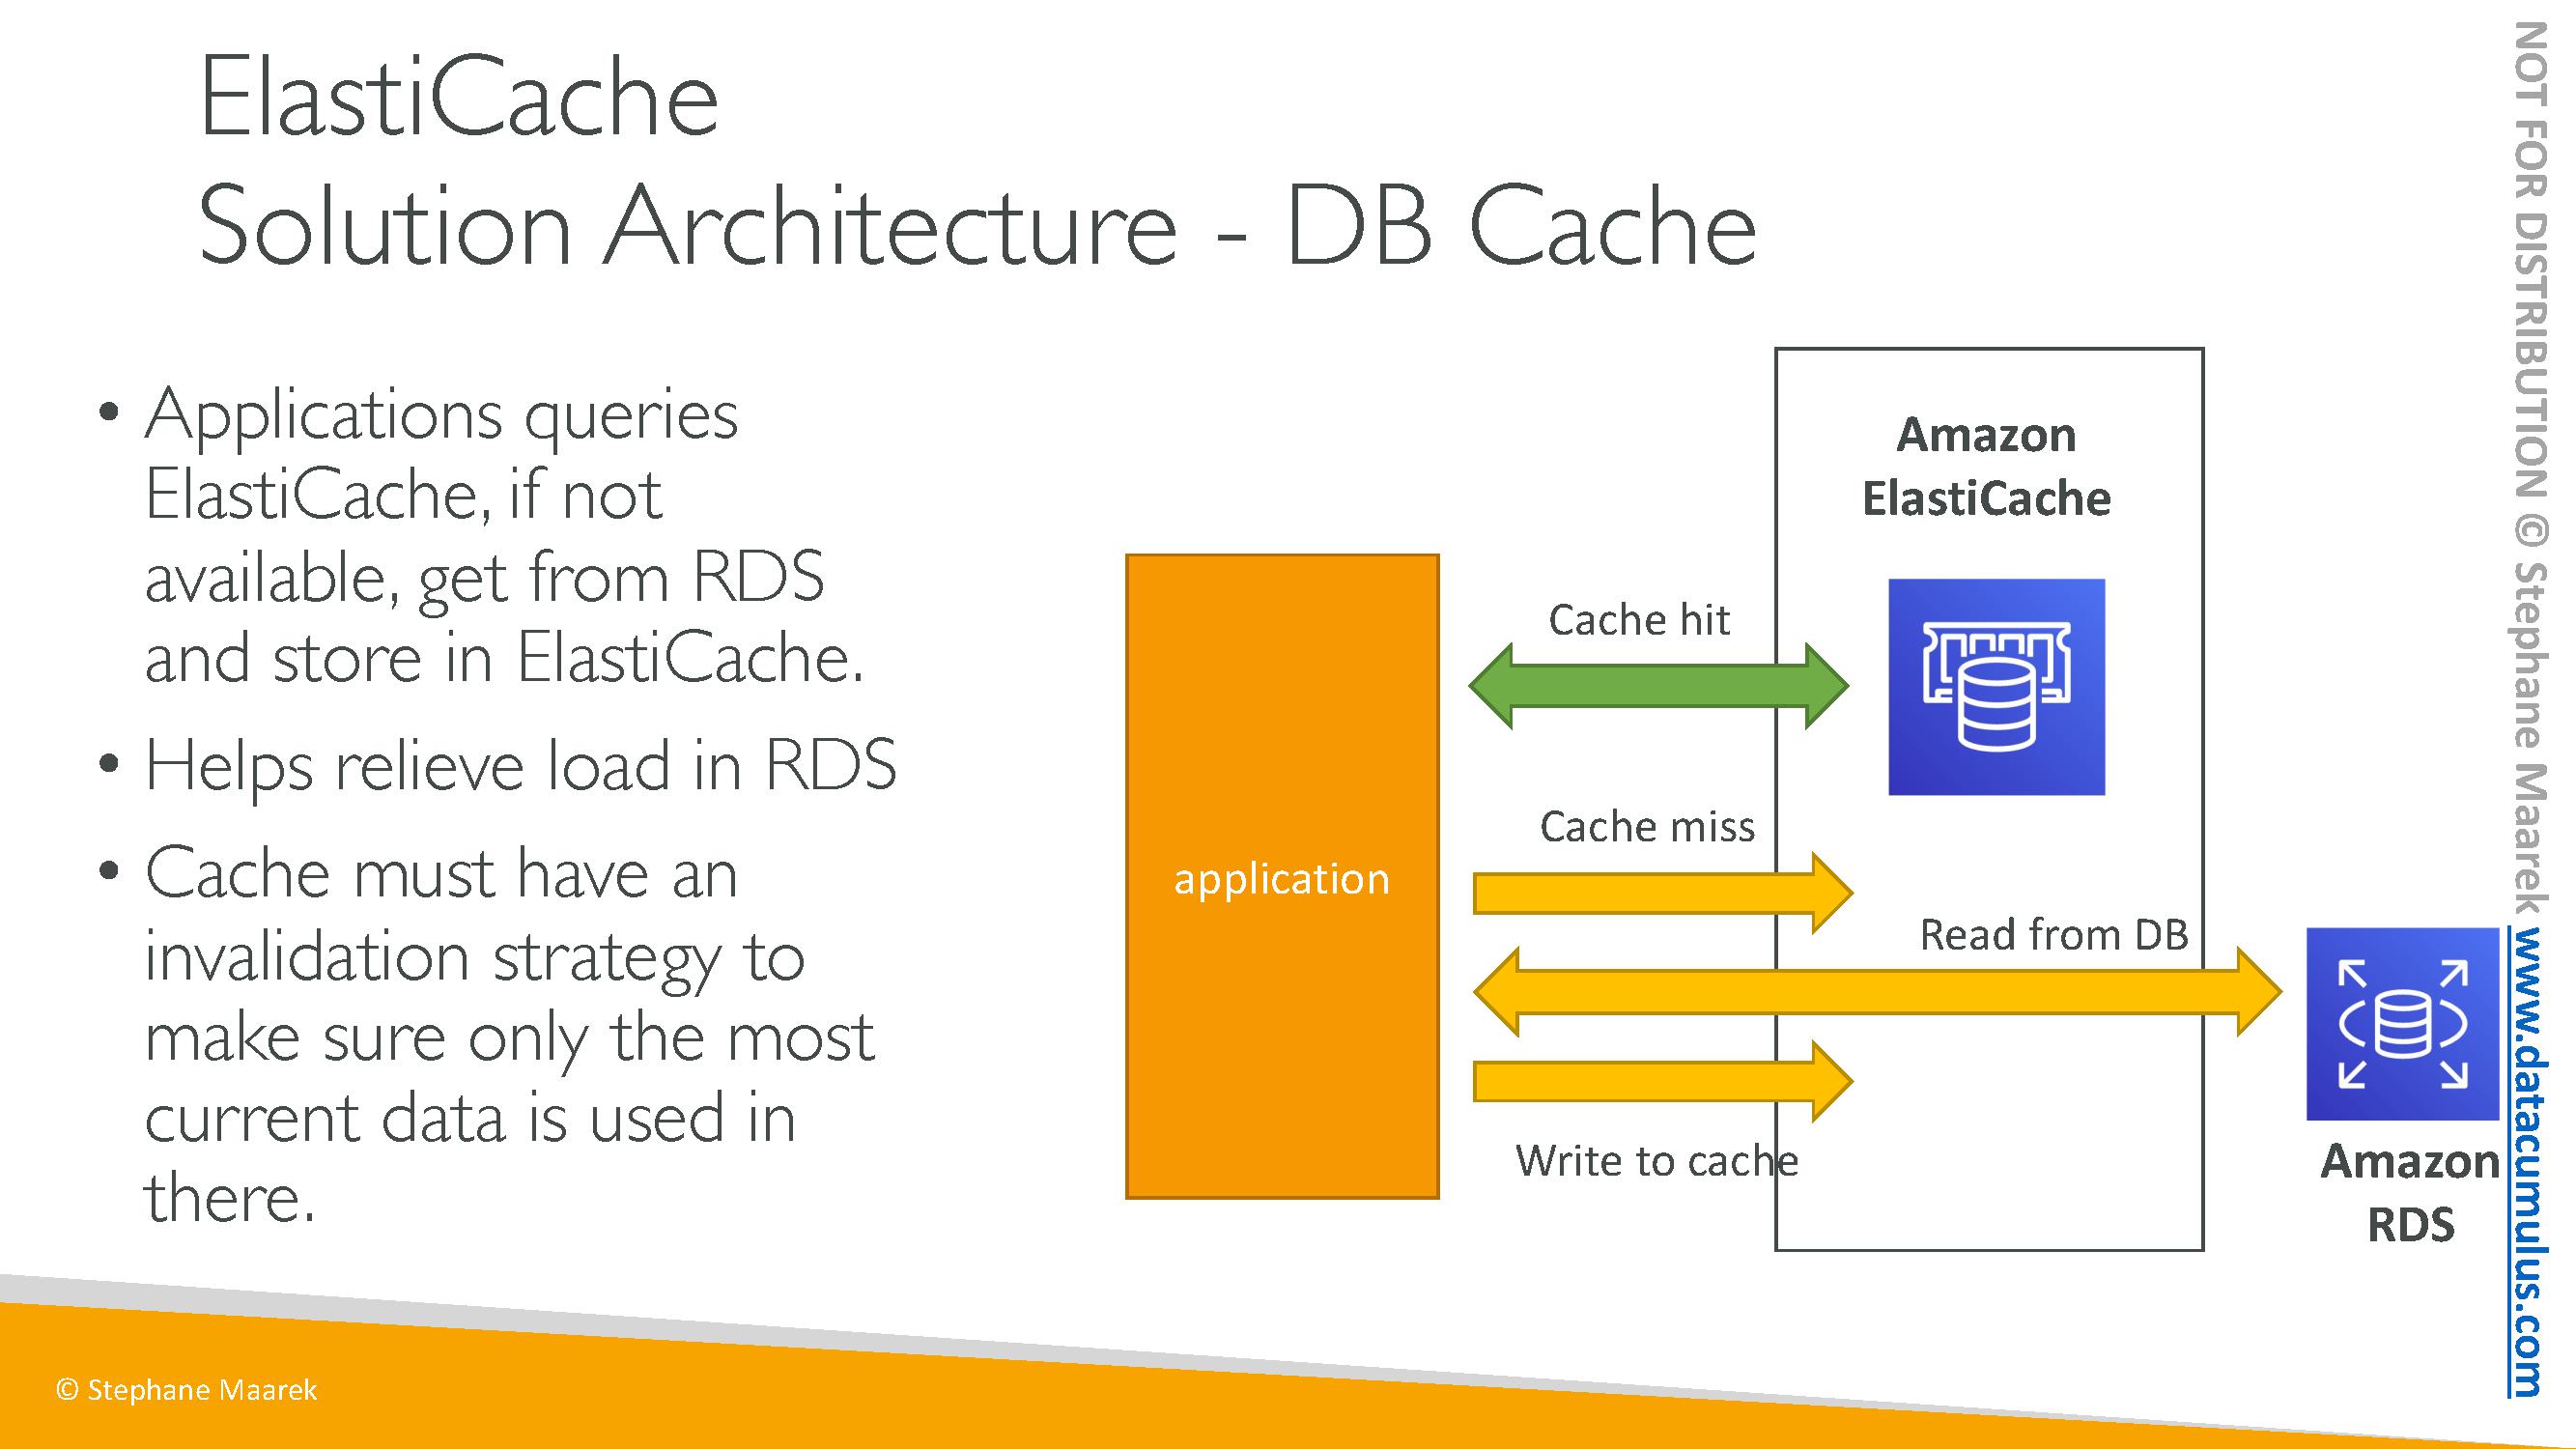 ElastiCache
Solution Architecture - DB Cache
• Applications queries
ElastiCache, if not
available, get from RDS
and store in ElastiCache.
• Helps relieve load in RDS
• Cache must have an
invalidation strategy to
make sure only the most
current data is used in
there.
application
Cache hit
Cache miss
Write to cache
Amazon
ElastiCache
Read from DB
Amazon
RDS
NOT FOR DISTRIBUTION © Stephane Maarek www.datacumulus.com
© Stephane Maarek